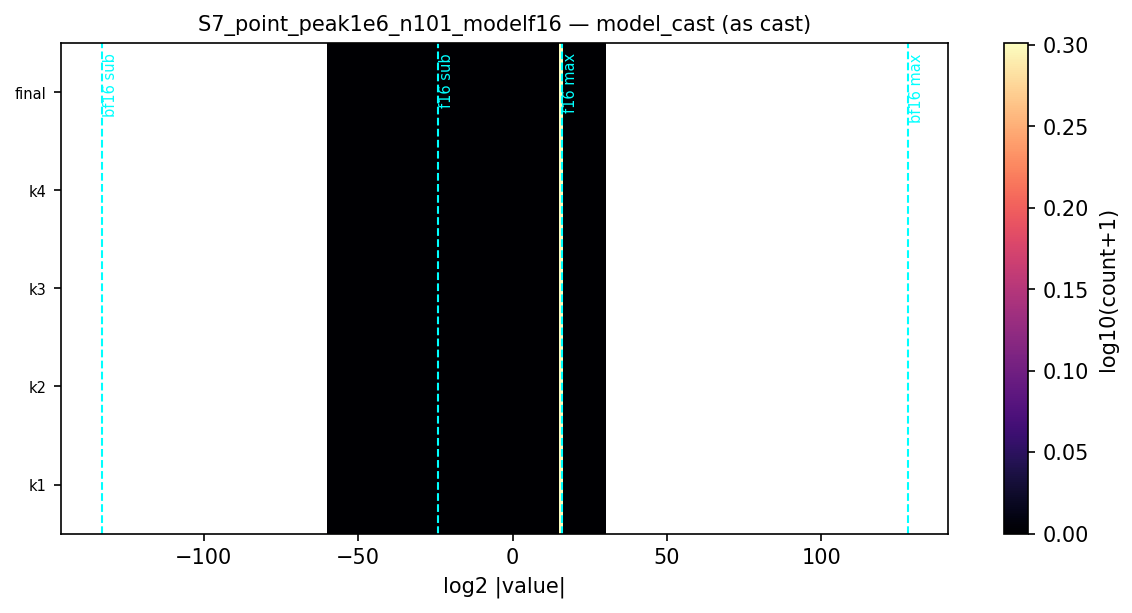 S7_point_peak1e6_n101_modelf16 — model_cast (as cast)
bf16 sub
f16 sub
f16 max
bf16 max
final
k4
k3
k2
k1
−100
−50
0
50
100
log2 |value|
0.30
0.25
0.20
0.15
0.10
0.05
0.00
log10(count+1)